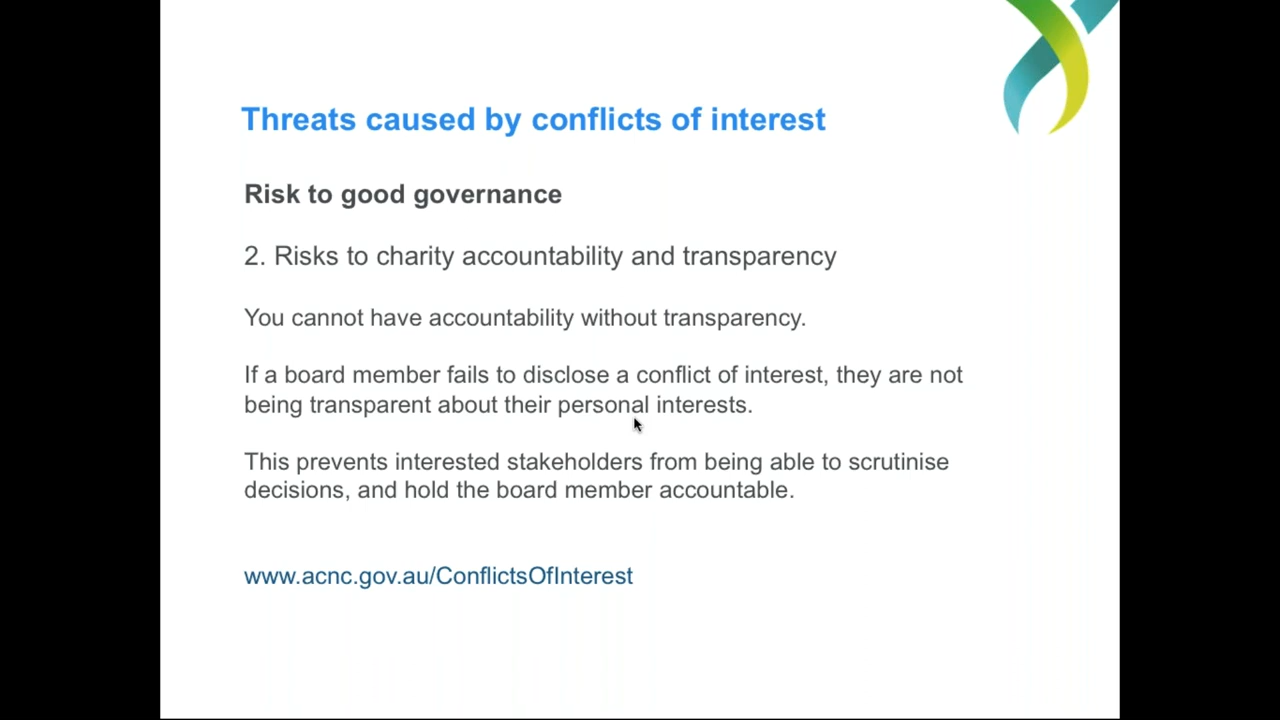 Threats caused by conflicts of interest
Risk to good governance
2. Risks to charity accountability and transparency
You cannot have accountability without transparency.
If a board member fails to disclose a conflict of interest, they are not
being transparent about their personal interests.
This prevents interested stakeholders from being able to scrutinise
decisions, and hold the board member accountable.
www.acnc.gov.au/ConflictsOfInterest